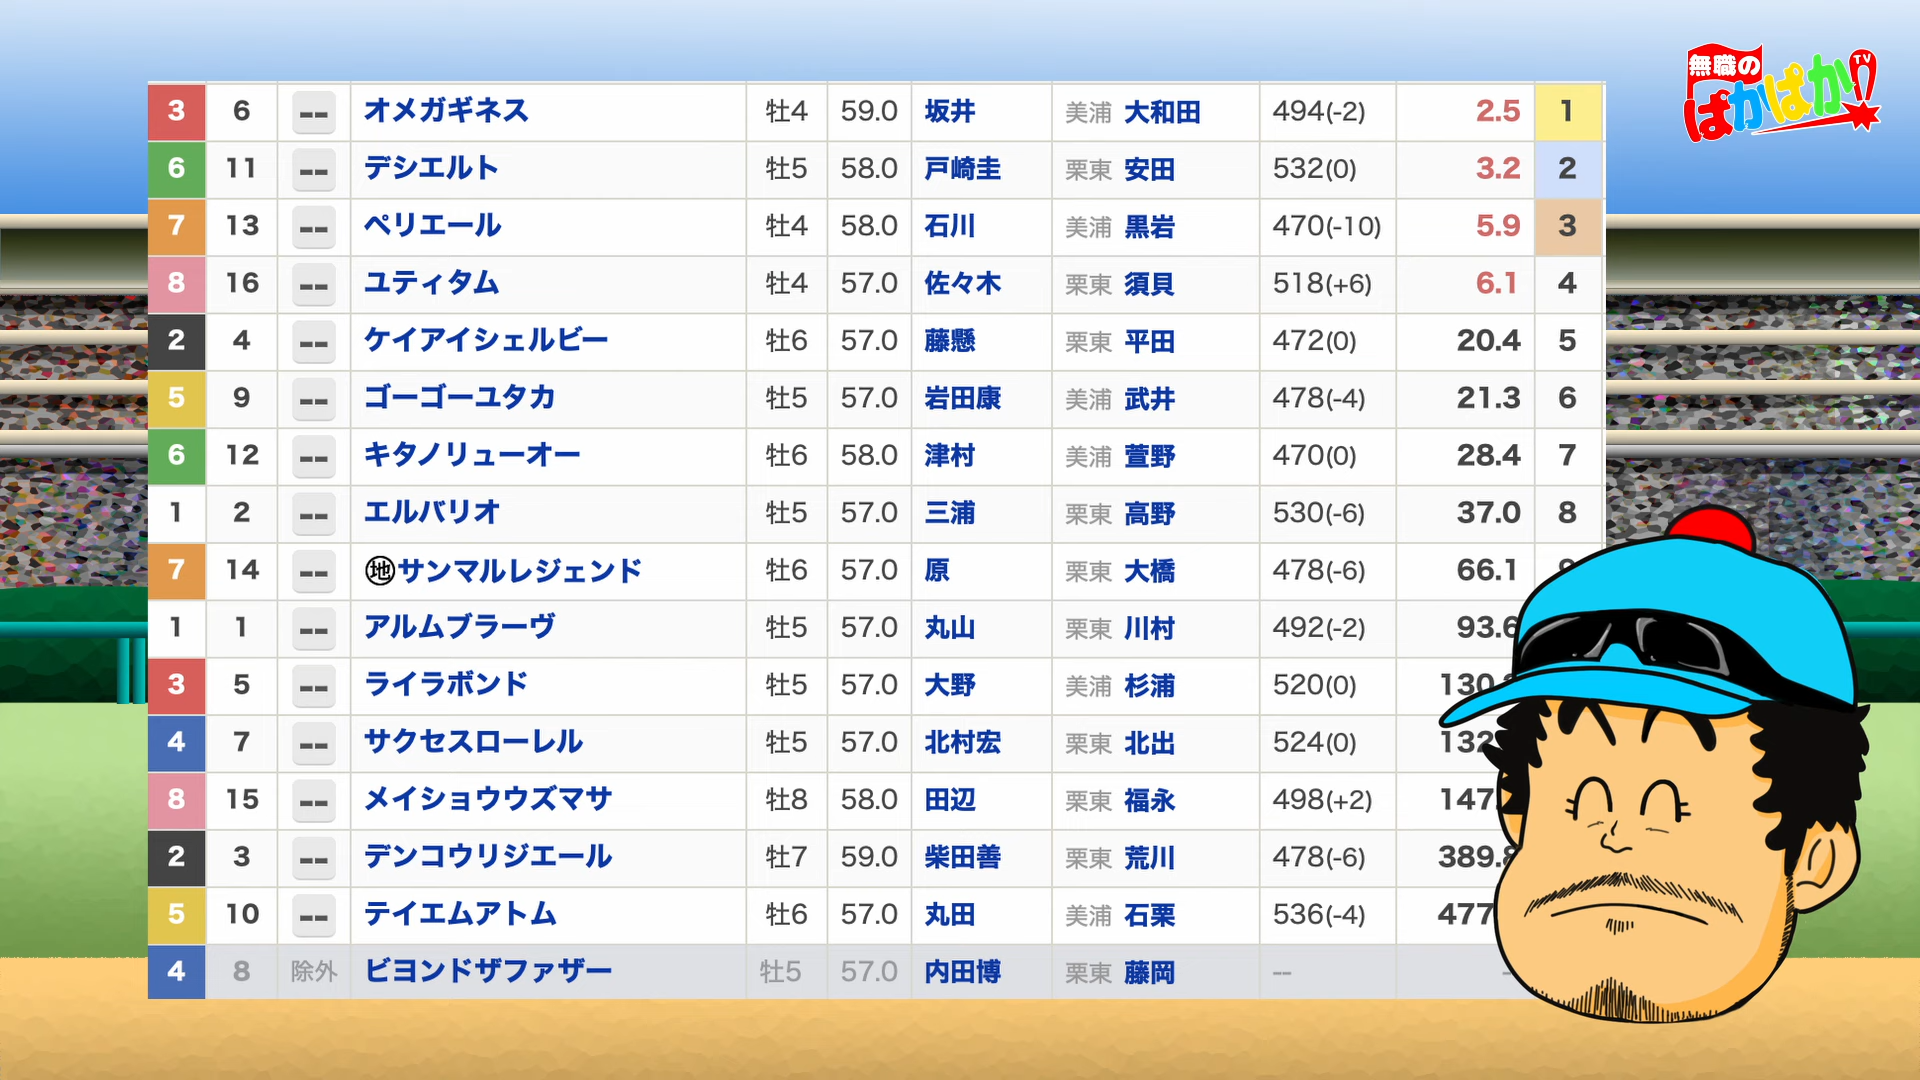 無職の
ぱかぱかTV!!
3 6 -- オメガギネス 牡4 59.0 坂井 美浦 大和田 494(-2) 2.5 1
6 11 -- デシエルト 牡5 58.0 戸崎圭 栗東 安田 532(0) 3.2 2
7 13 -- ペリエール 牡4 58.0 石川 美浦 黒岩 470(-10) 5.9 3
8 16 -- ユティタム 牡4 57.0 佐々木 栗東 須貝 518(+6) 6.1 4
2 4 -- ケイアイシェルビー 牡6 57.0 藤懸 栗東 平田 472(0) 20.4 5
5 9 -- ゴーゴーユタカ 牡5 57.0 岩田康 美浦 武井 478(-4) 21.3 6
6 12 -- キタノリューオー 牡6 58.0 津村 美浦 萱野 470(0) 28.4 7
1 2 -- エルバリオ 牡5 57.0 三浦 栗東 高野 530(-6) 37.0 8
7 14 -- 地サンマルレジェンド 牡6 57.0 原 栗東 大橋 478(-6) 66.1
1 1 -- アルムブラーヴ 牡5 57.0 丸山 栗東 川村 492(-2) 93.6
3 5 -- ライラボンド 牡5 57.0 大野 美浦 杉浦 520(0) 130.
4 7 -- サクセスローレル 牡5 57.0 北村宏 栗東 北出 524(0) 132
8 15 -- メイショウウズマサ 牡8 58.0 田辺 栗東 福永 498(+2) 147
2 3 -- デンコウリジエール 牡7 59.0 柴田善 栗東 荒川 478(-6) 389.8
5 10 -- テイエムアトム 牡6 57.0 丸田 美浦 石栗 536(-4) 477
4 8 除外 ビヨンドザファザー 牡5 57.0 内田博 栗東 藤岡 -- -